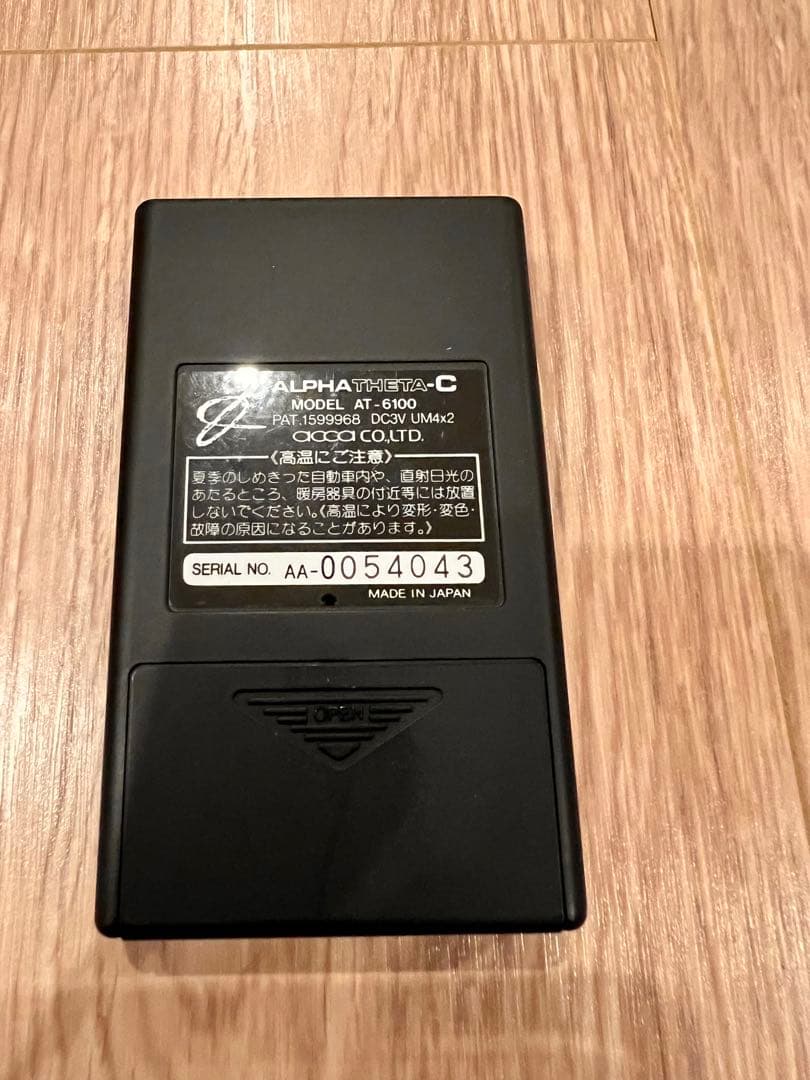 ALPHATHETA-C
MODEL AT-6100
PAT.1599968 DC3V UM4x2
acca CO,LTD.
《高温にご注意》
夏季のしめきった自動車内や、直射日光の
あたるところ、暖房器具の付近等には放置
しないでください。《高温により変形・変色・
故障の原因になることがあります。》
SERIAL NO. AA-0054043
MADE IN JAPAN
OPEN